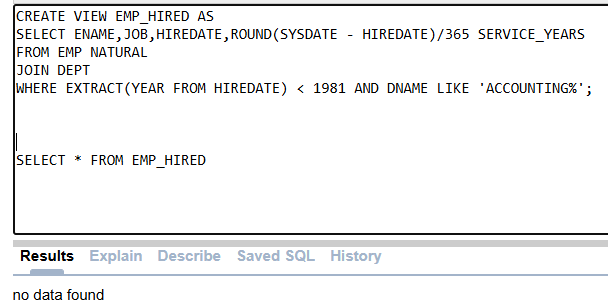 CREATE VIEW EMP_HIRED AS
SELECT ENAME,JOB,HIREDATE,ROUND(SYSDATE - HIREDATE)/365 SERVICE_YEARS
FROM EMP NATURAL
JOIN DEPT
WHERE EXTRACT(YEAR FROM HIREDATE) < 1981 AND DNAME LIKE 'ACCOUNTING%';
SELECT * FROM EMP_HIRED
Results Explain Describe Saved SQL History
no data found